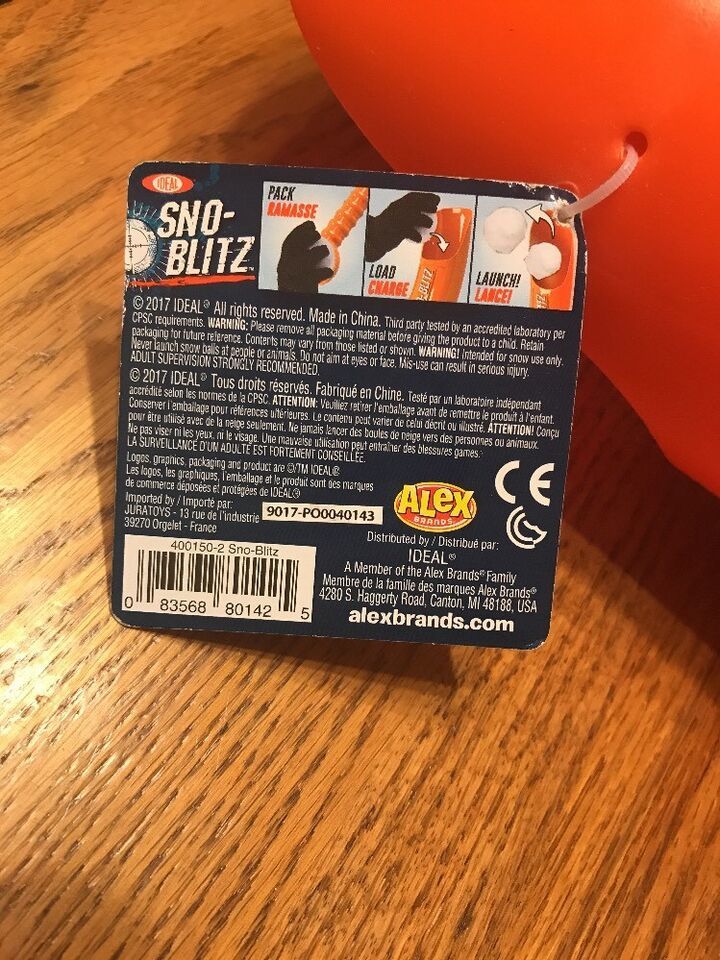 IDEAL
SNO-
BLITZ™
PACK
RAMASSE
LOAD
CHARGE
LAUNCH!
LANCE!
© 2017 IDEAL® All rights reserved. Made in China. Third party tested by an accredited laboratory per
CPSC requirements. WARNING: Please remove all packaging material before giving the product to a child. Retain
packaging for future reference. Contents may vary from those listed or shown. WARNING! Intended for snow use only.
Never launch snow balls at people or animals. Do not aim at eyes or face. Mis-use can result in serious injury.
ADULT SUPERVISION STRONGLY RECOMMENDED.
© 2017 IDEAL® Tous droits réservés. Fabriqué en Chine. Testé par un laboratoire indépendant
accrédité selon les normes de la CPSC. ATTENTION: Veuillez retirer l'emballage avant de remettre le produit à l'enfant.
Conserver l'emballage pour références ultérieures. Le contenu peut varier de celui décrit ou illustré. ATTENTION! Conçu
pour être utilisé avec de la neige seulement. Ne jamais lancer des boules de neige vers des personnes ou animaux.
Ne pas viser ni les yeux, ni le visage. Une mauvaise utilisation peut entraîner des blessures games.
LA SURVEILLANCE D'UN ADULTE EST FORTEMENT CONSEILLÉE.
Logos, graphics, packaging and product are ©/TM IDEAL®
Les logos, les graphiques, l'emballage et le produit sont des marques
de commerce déposées et protégées de IDEAL®
Imported by / Importé par:
JURATOYS - 13 rue de l'industrie
39270 Orgelet - France
9017-PO0040143
ALEX
BRANDS
CE
400150-2 Sno-Blitz
0 83568 80142 5
Distributed by / Distribué par:
IDEAL®
A Member of the Alex Brands® Family
Membre de la famille des marques Alex Brands®
4280 S. Haggerty Road, Canton, MI 48188, USA
alexbrands.com